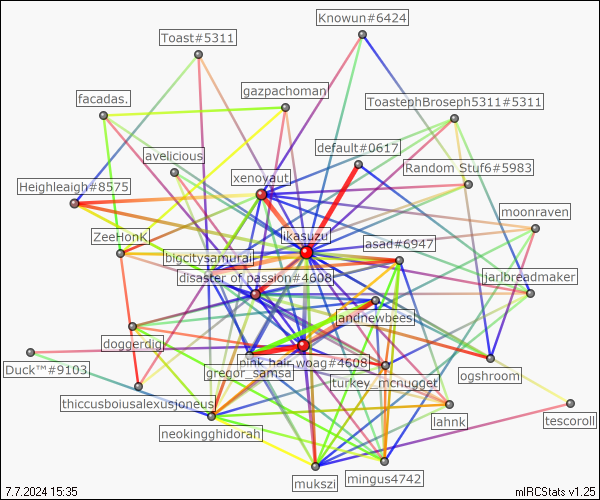 Knowun#6424
Toast#5311
gazpachoman
facadas.
ToastephBroseph5311#5311
default#0617
avelicious
Random Stuf6#5983
xenoyaut
Heighleaigh#8575
moonraven
ZeeHonK
ikasuzu
asad#6947
bigcitysamurai
disaster of passion#4608
jarlbreadmaker
andnewbees
doggerdig
pink hair woag#4608
Duck™#9103
gregor_samsa
ogshroom
turkey_mcnugget
thiccusboiusalexusjoneus
neokingghidorah
lahnk
tescoroll
mukszi
mingus4742
7.7.2024 15:35
mIRCStats v1.25